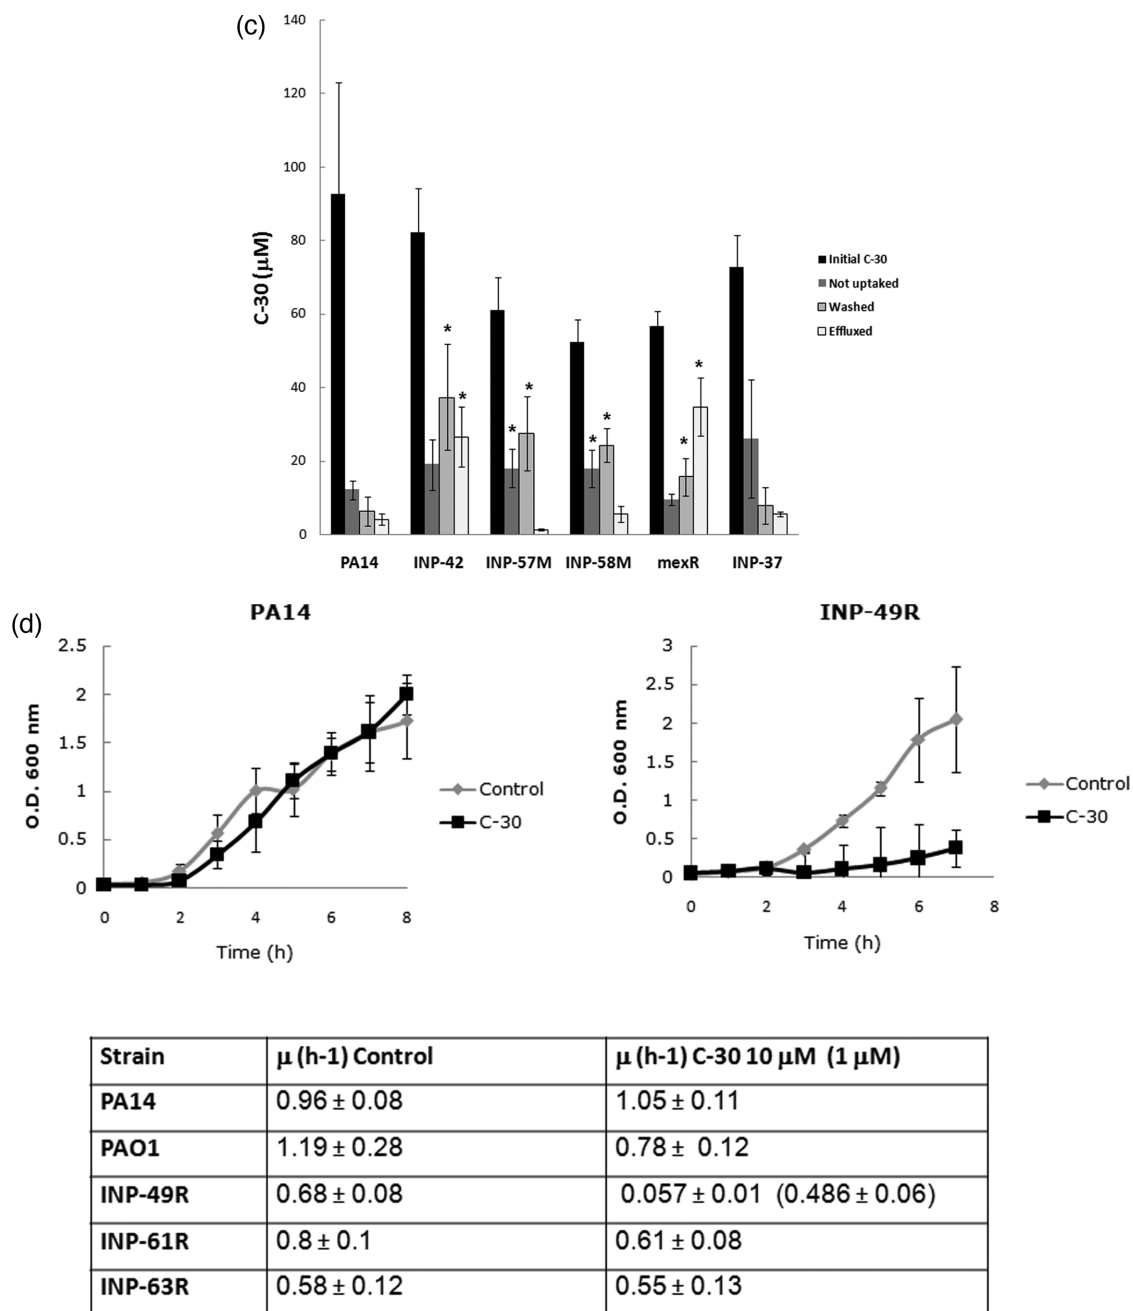 (c)
140
120
100
80
60
40
20
0
C-30 (μM)
* * * * * * * *
Initial C-30
Not uptaked
Washed
Effluxed
PA14 INP-42 INP-57M INP-58M mexR INP-37
(d)
PA14
2.5
2
1.5
1
0.5
0
O.D. 600 nm
0 2 4 6 8
Time (h)
Control
C-30
INP-49R
3
2.5
2
1.5
1
0.5
0
O.D. 600 nm
0 2 4 6 8
Time (h)
Control
C-30
Strain μ (h-1) Control μ (h-1) C-30 10 μM (1 μM)
PA14 0.96 ± 0.08 1.05 ± 0.11
PAO1 1.19 ± 0.28 0.78 ± 0.12
INP-49R 0.68 ± 0.08 0.057 ± 0.01 (0.486 ± 0.06)
INP-61R 0.8 ± 0.1 0.61 ± 0.08
INP-63R 0.58 ± 0.12 0.55 ± 0.13